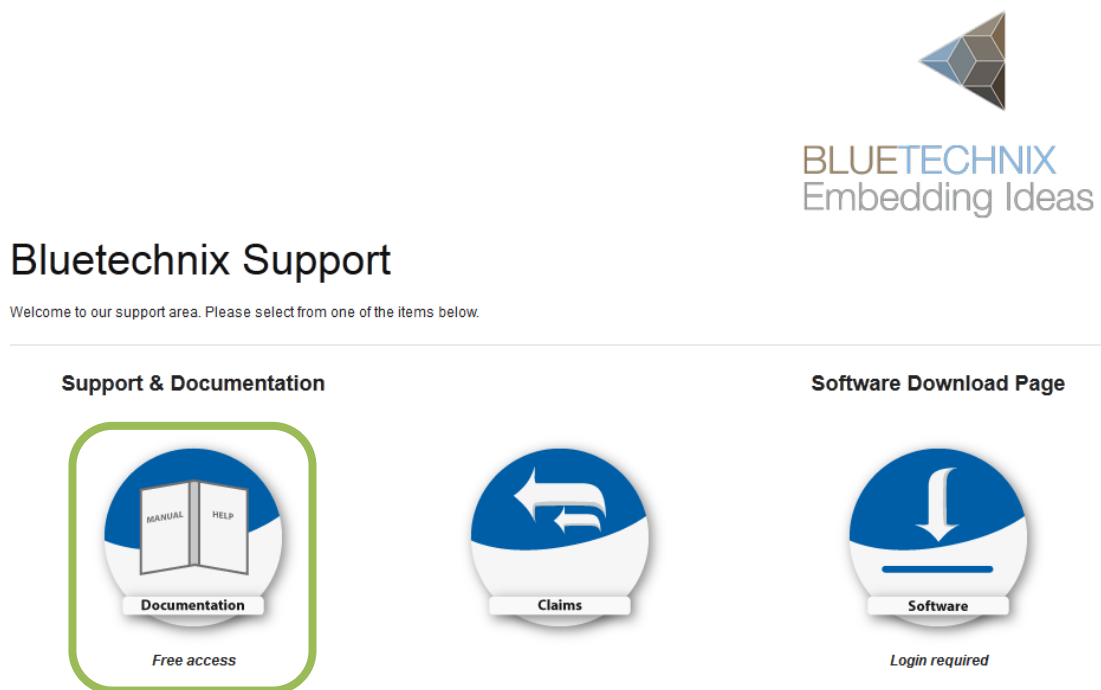 BLUETECHNIX
Embedding Ideas
Bluetechnix Support
Welcome to our support area. Please select from one of the items below.
Support & Documentation
Software Download Page
MANUAL HELP
Documentation
Claims
Software
Free access
Login required